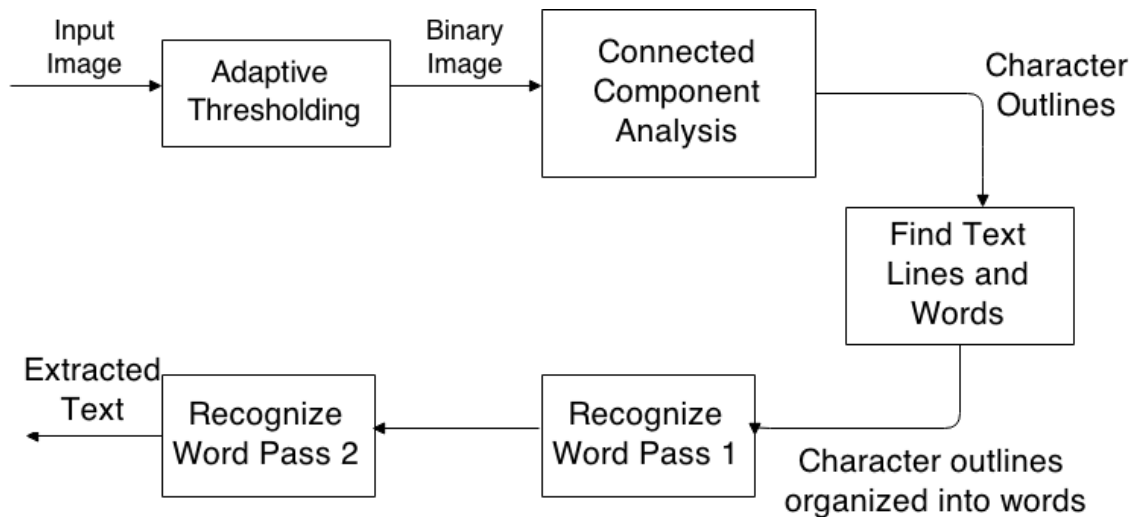 Input
Image
Adaptive
Thresholding
Binary
Image
Connected
Component
Analysis
Character
Outlines
Find Text
Lines and
Words
Character outlines
organized into words
Recognize
Word Pass 1
Recognize
Word Pass 2
Extracted
Text